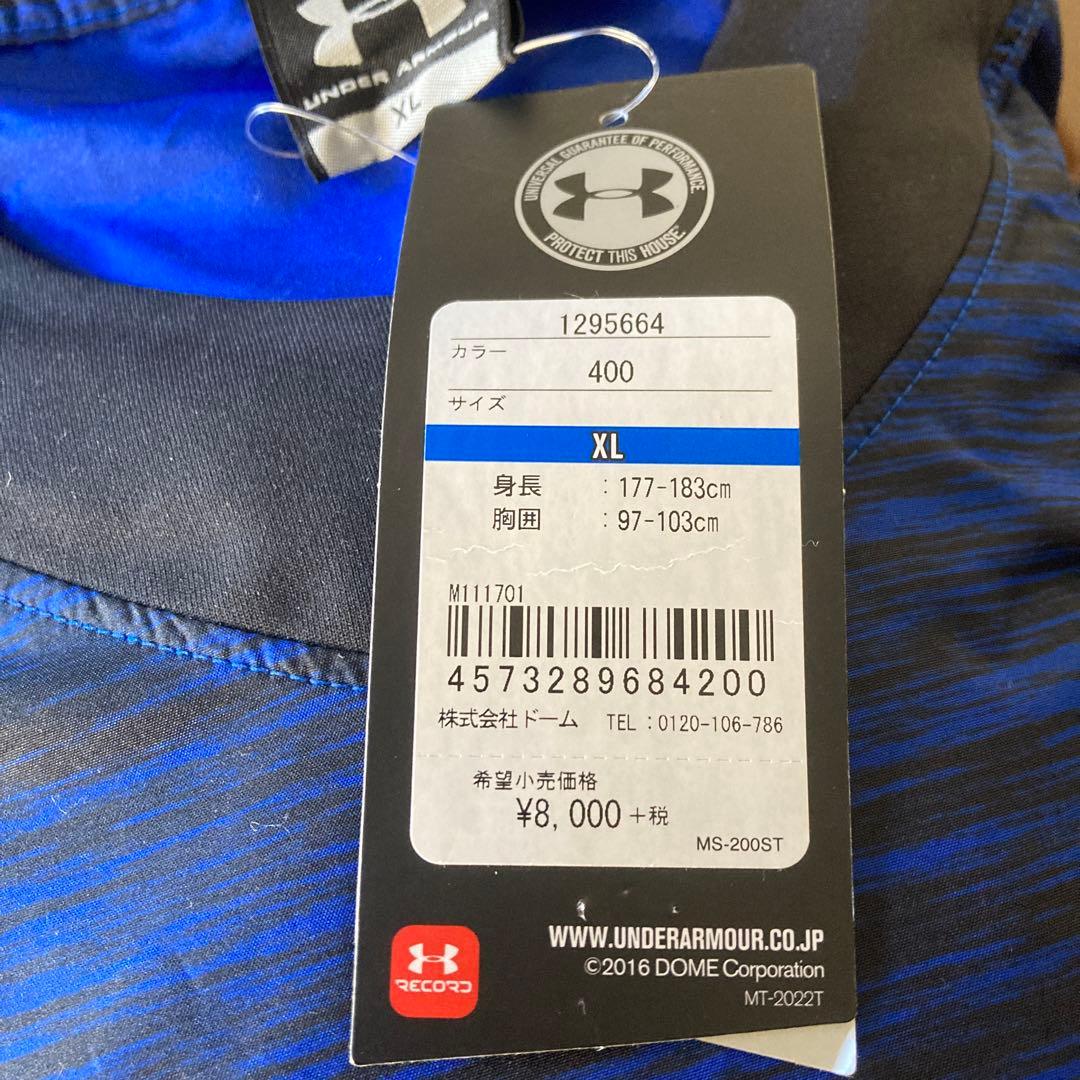 UNDER ARMOUR
XL
UNIVERSAL GUARANTEE OF PERFORMANCE.
PROTECT THIS HOUSE.
1295664
カラー
400
サイズ
XL
身長 : 177-183cm
胸囲 : 97-103cm
M111701
4573289684200
株式会社ドーム TEL : 0120-106-786
希望小売価格
¥8,000 +税
MS-200ST
RECORD
WWW.UNDERARMOUR.CO.JP
©2016 DOME Corporation
MT-2022T